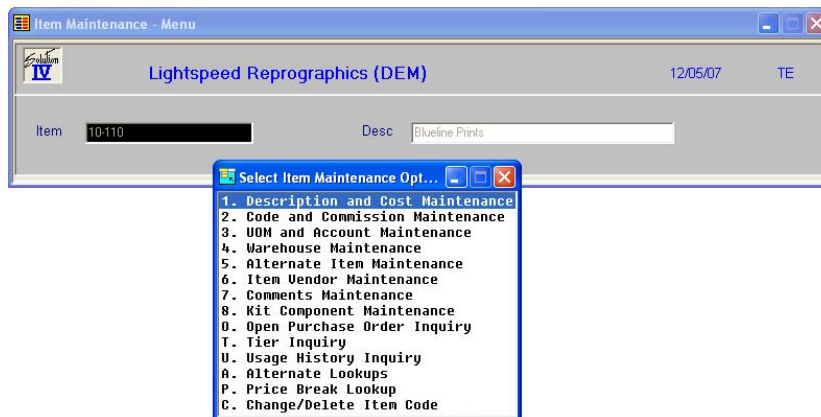 Item Maintenance - Menu
Solution
IV
Lightspeed Reprographics (DEM)
12/05/07
TE
Item
10-110
Desc
Blueline Prints
Select Item Maintenance Opt...
1. Description and Cost Maintenance
2. Code and Commission Maintenance
3. UOM and Account Maintenance
4. Warehouse Maintenance
5. Alternate Item Maintenance
6. Item Vendor Maintenance
7. Comments Maintenance
8. Kit Component Maintenance
O. Open Purchase Order Inquiry
T. Tier Inquiry
U. Usage History Inquiry
A. Alternate Lookups
P. Price Break Lookup
C. Change/Delete Item Code